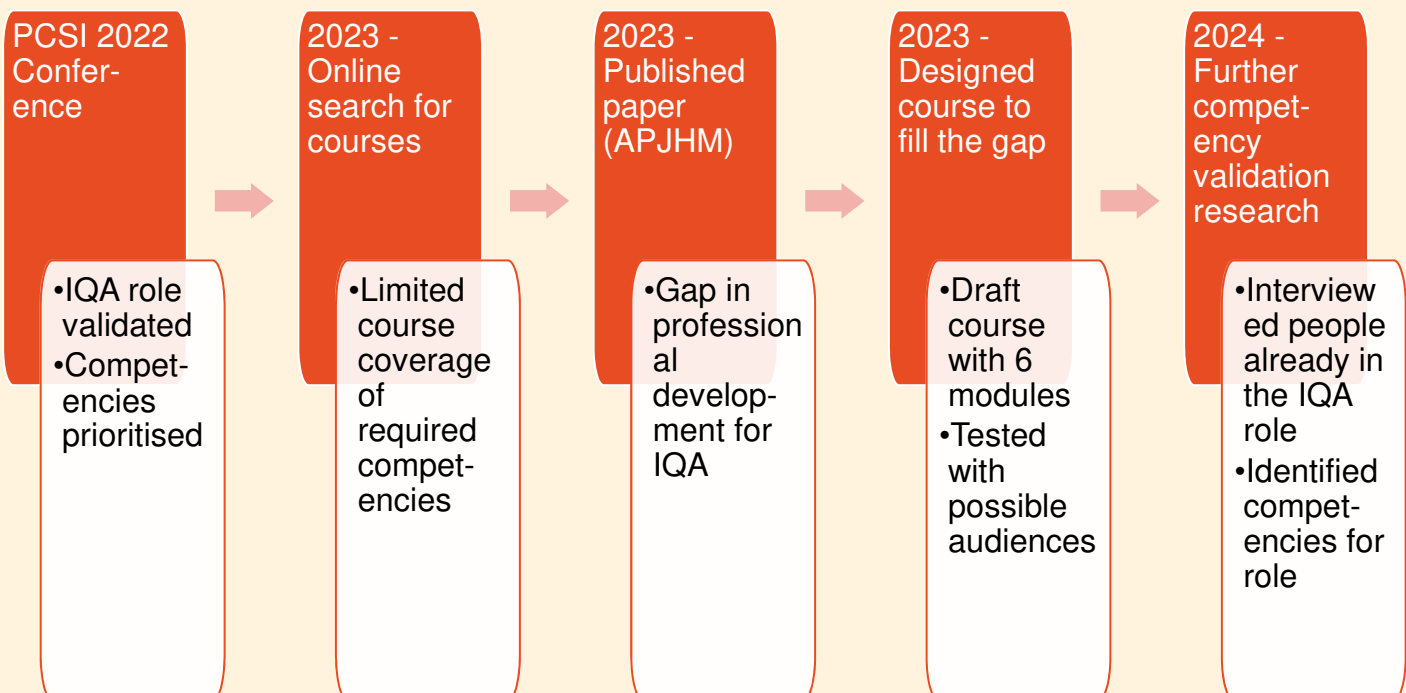 PCSI 2022
Confer-
ence
•IQA role
validated
•Compet-
encies
prioritised
2023 -
Online
search for
courses
•Limited
course
coverage
of
required
compet-
encies
2023 -
Published
paper
(APJHM)
•Gap in
profession
al
develop-
ment for
IQA
2023 -
Designed
course to
fill the gap
•Draft
course
with 6
modules
•Tested
with
possible
audiences
2024 -
Further
compet-
ency
validation
research
•Interview
ed people
already in
the IQA
role
•Identified
compet-
encies for
role